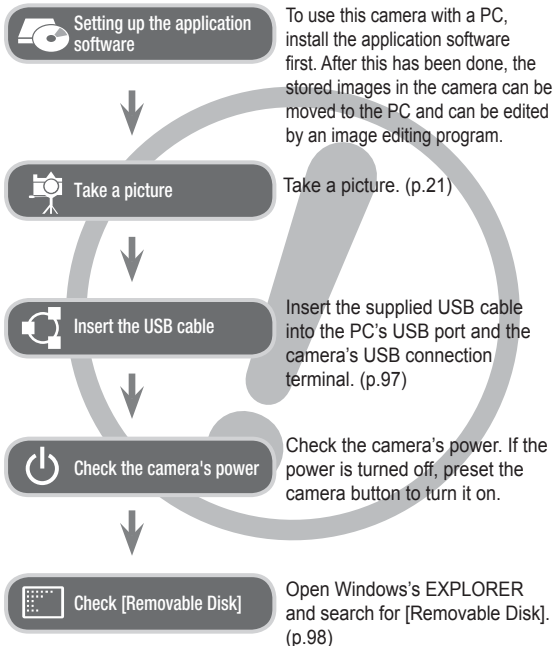 Setting up the application
software
To use this camera with a PC,
install the application software
first. After this has been done, the
stored images in the camera can be
moved to the PC and can be edited
by an image editing program.
Take a picture
Take a picture. (p.21)
Insert the USB cable
Insert the supplied USB cable
into the PC's USB port and the
camera's USB connection
terminal. (p.97)
Check the camera's power
Check the camera's power. If the
power is turned off, preset the
camera button to turn it on.
Check [Removable Disk]
Open Windows's EXPLORER
and search for [Removable Disk].
(p.98)